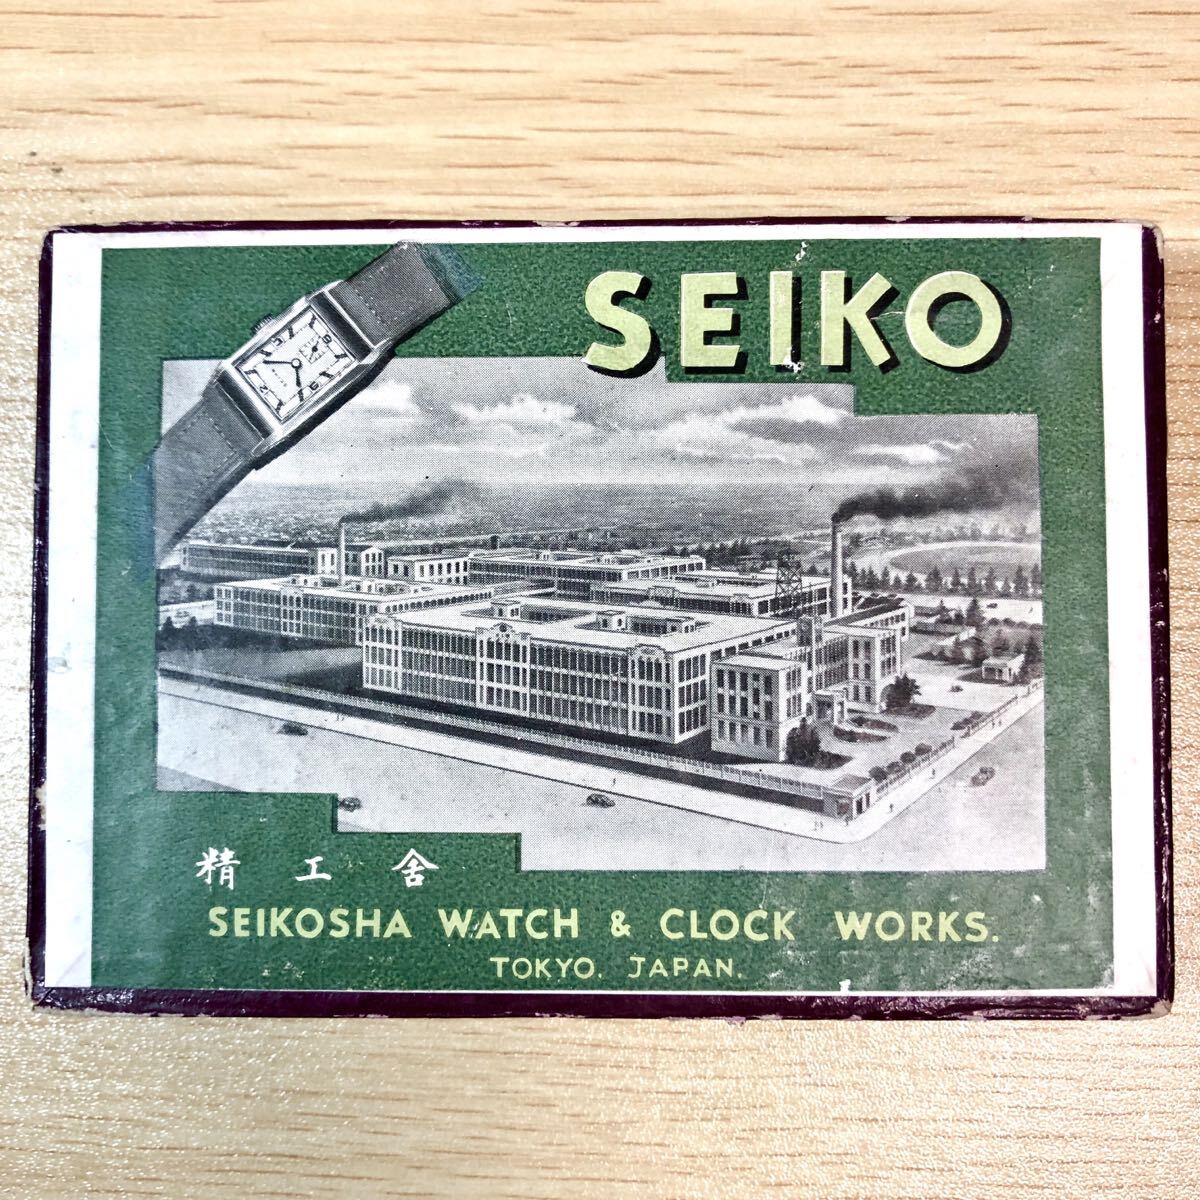 SEIKO
精工舍
SEIKOSHA WATCH & CLOCK WORKS.
TOKYO. JAPAN.